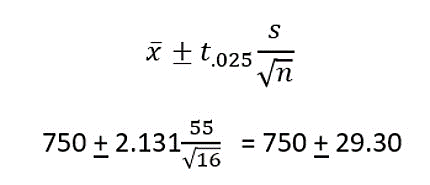 x̄ ± t.025 s/√n
750 ± 2.131 55/√16 = 750 ± 29.30